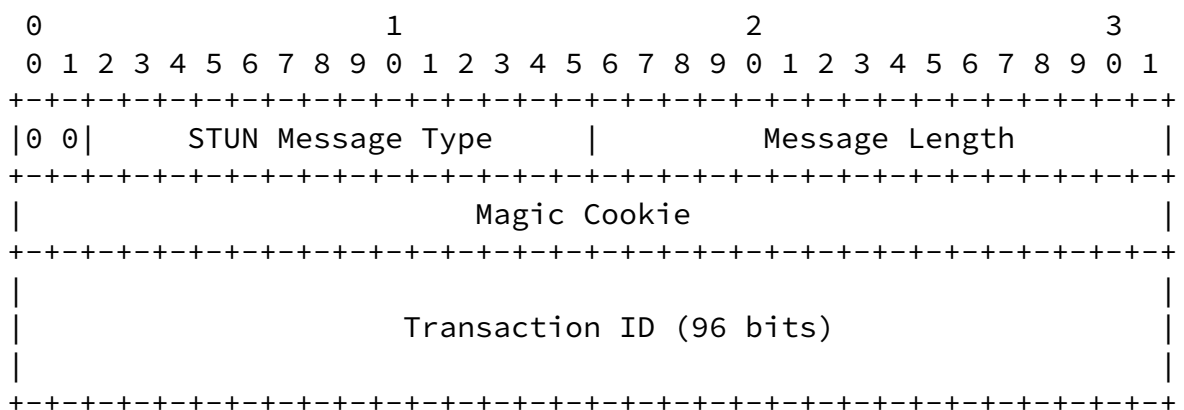 0                   1                   2                   3
 0 1 2 3 4 5 6 7 8 9 0 1 2 3 4 5 6 7 8 9 0 1 2 3 4 5 6 7 8 9 0 1
+-+-+-+-+-+-+-+-+-+-+-+-+-+-+-+-+-+-+-+-+-+-+-+-+-+-+-+-+-+-+-+-+
|0 0|     STUN Message Type     |         Message Length        |
+-+-+-+-+-+-+-+-+-+-+-+-+-+-+-+-+-+-+-+-+-+-+-+-+-+-+-+-+-+-+-+-+
|                         Magic Cookie                          |
+-+-+-+-+-+-+-+-+-+-+-+-+-+-+-+-+-+-+-+-+-+-+-+-+-+-+-+-+-+-+-+-+
|                                                               |
|                     Transaction ID (96 bits)                  |
|                                                               |
+-+-+-+-+-+-+-+-+-+-+-+-+-+-+-+-+-+-+-+-+-+-+-+-+-+-+-+-+-+-+-+-+